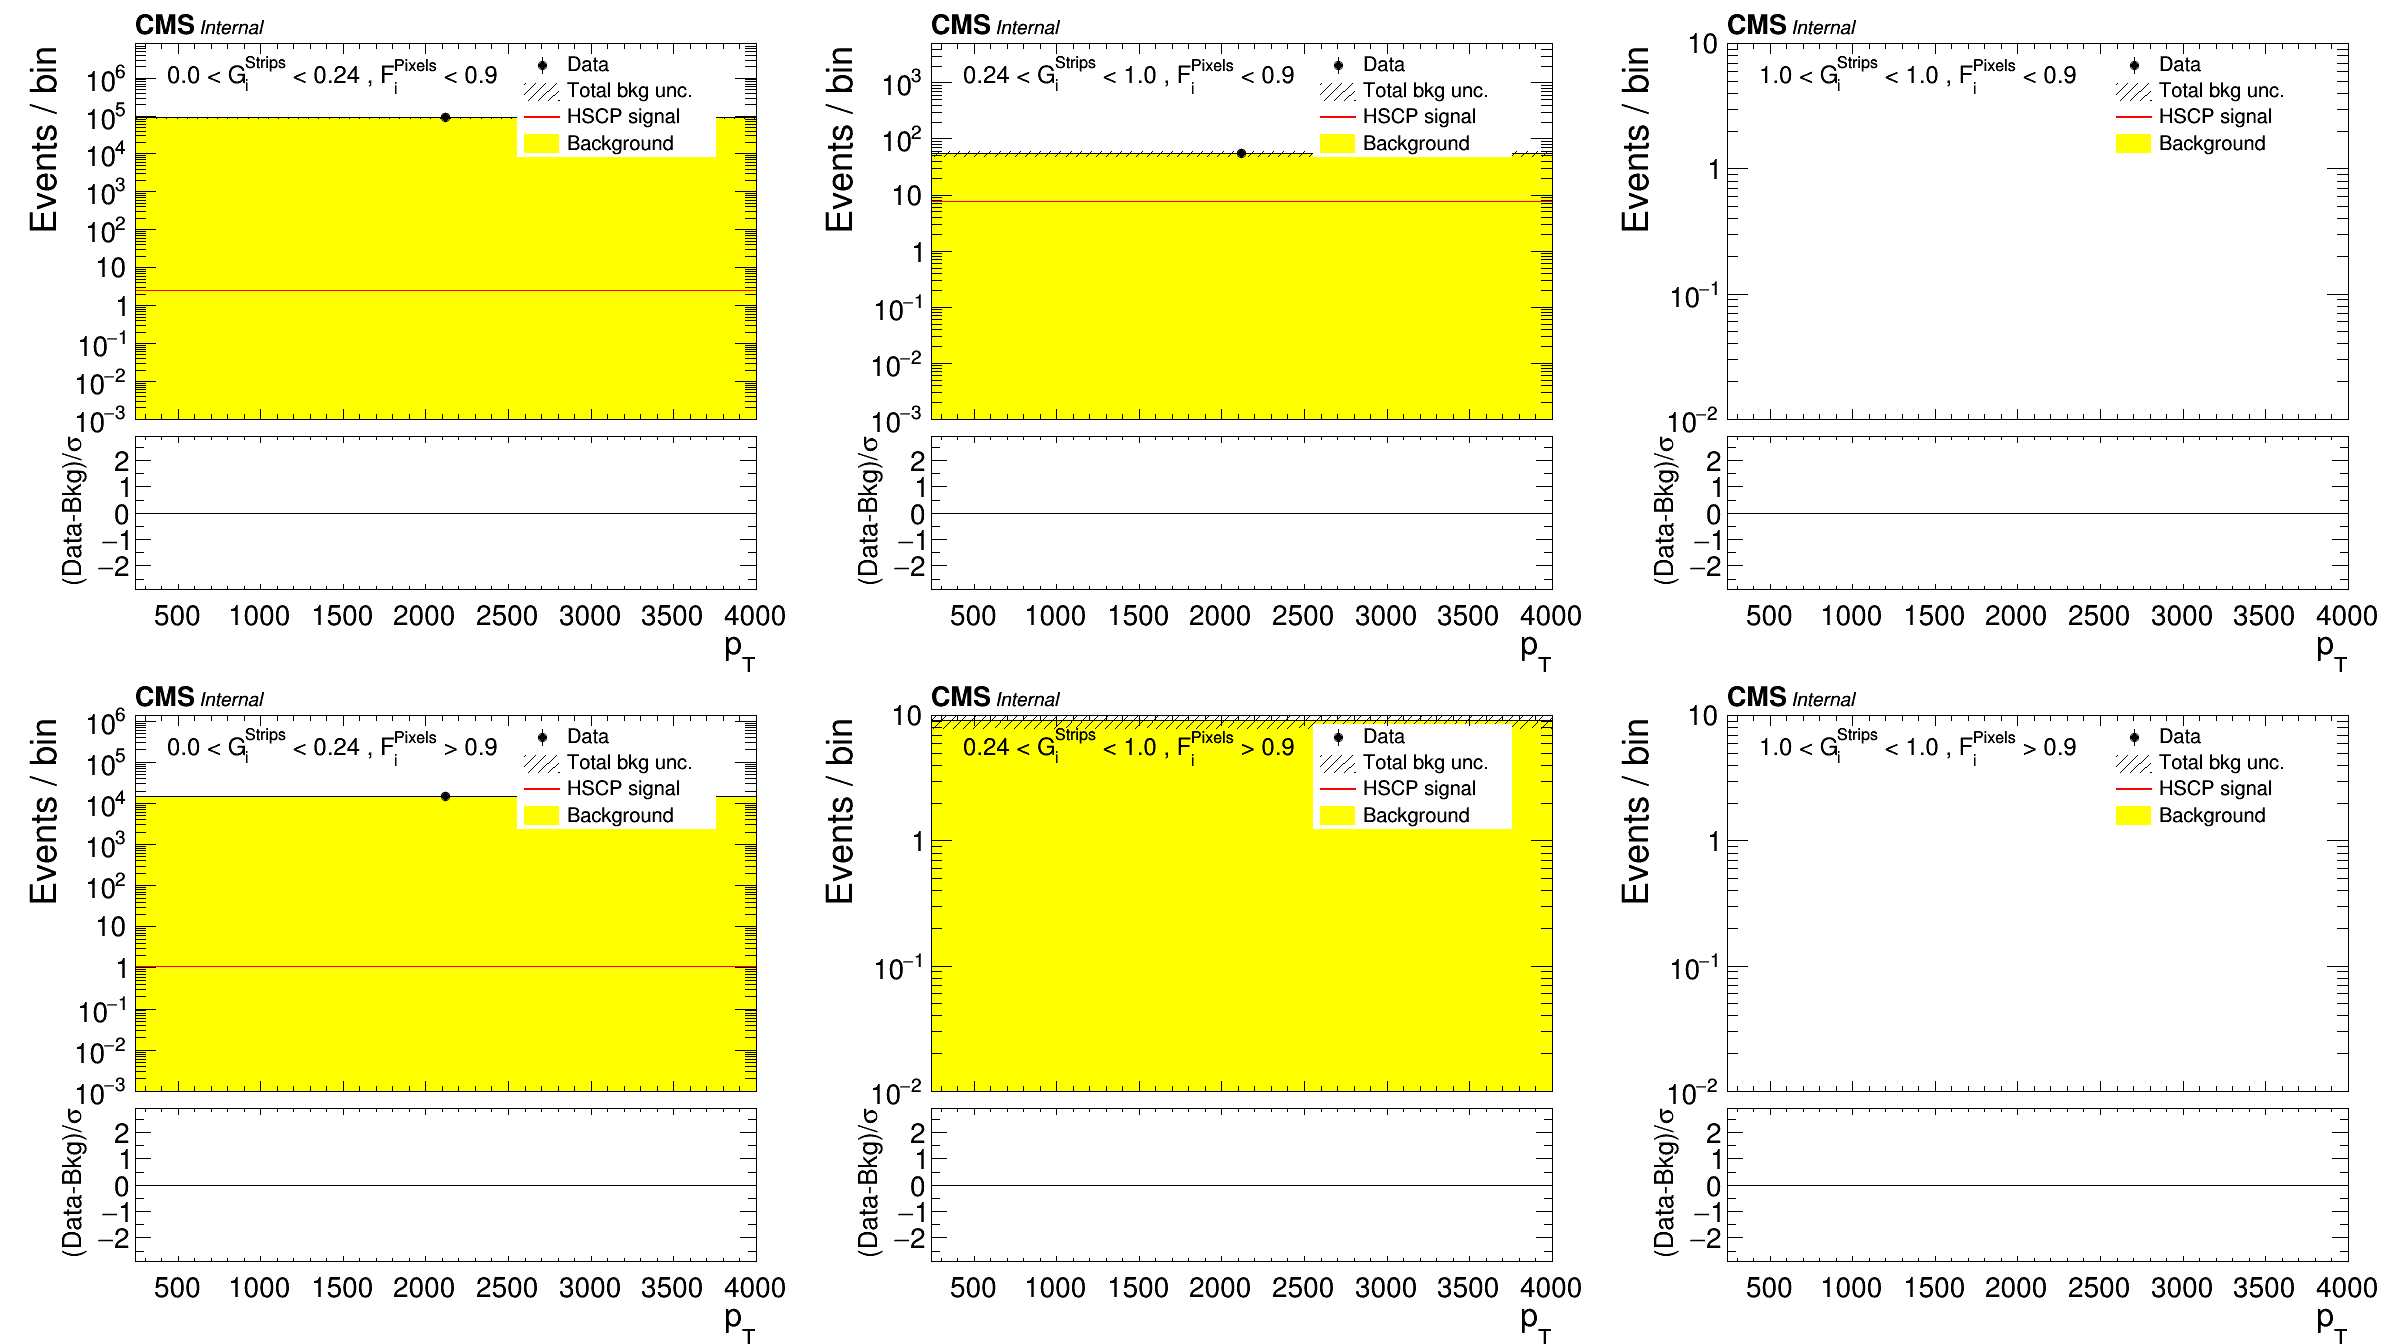 CMS Internal
Events / bin
0.0 < G_i^Strips < 0.24 , F_i^Pixels < 0.9
Data
Total bkg unc.
HSCP signal
Background
10^6
10^5
10^4
10^3
10^2
10
1
10^−1
10^−2
10^−3
(Data-Bkg)/σ
2
1
0
−1
−2
500 1000 1500 2000 2500 3000 3500 4000
p_T
CMS Internal
Events / bin
0.24 < G_i^Strips < 1.0 , F_i^Pixels < 0.9
Data
Total bkg unc.
HSCP signal
Background
10^3
10^2
10
1
10^−1
10^−2
10^−3
(Data-Bkg)/σ
2
1
0
−1
−2
500 1000 1500 2000 2500 3000 3500 4000
p_T
CMS Internal
Events / bin
1.0 < G_i^Strips < 1.0 , F_i^Pixels < 0.9
Data
Total bkg unc.
HSCP signal
Background
10
1
10^−1
10^−2
(Data-Bkg)/σ
2
1
0
−1
−2
500 1000 1500 2000 2500 3000 3500 4000
p_T
CMS Internal
Events / bin
0.0 < G_i^Strips < 0.24 , F_i^Pixels > 0.9
Data
Total bkg unc.
HSCP signal
Background
10^6
10^5
10^4
10^3
10^2
10
1
10^−1
10^−2
10^−3
(Data-Bkg)/σ
2
1
0
−1
−2
500 1000 1500 2000 2500 3000 3500 4000
p_T
CMS Internal
Events / bin
0.24 < G_i^Strips < 1.0 , F_i^Pixels > 0.9
Data
Total bkg unc.
HSCP signal
Background
10
1
10^−1
10^−2
(Data-Bkg)/σ
2
1
0
−1
−2
500 1000 1500 2000 2500 3000 3500 4000
p_T
CMS Internal
Events / bin
1.0 < G_i^Strips < 1.0 , F_i^Pixels > 0.9
Data
Total bkg unc.
HSCP signal
Background
10
1
10^−1
10^−2
(Data-Bkg)/σ
2
1
0
−1
−2
500 1000 1500 2000 2500 3000 3500 4000
p_T